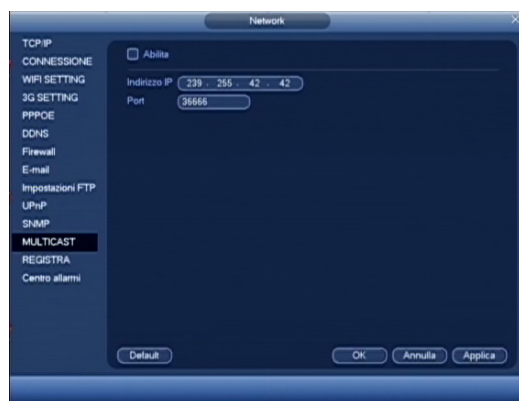 Network
TCP/IP
CONNESSIONE
WIFI SETTING
3G SETTING
PPPOE
DDNS
Firewall
E-mail
Impostazioni FTP
UPnP
SNMP
MULTICAST
REGISTRA
Centro allarmi
Abilita
Indirizzo IP 239 . 255 . 42 . 42
Port 36666
Default OK Annulla Applica